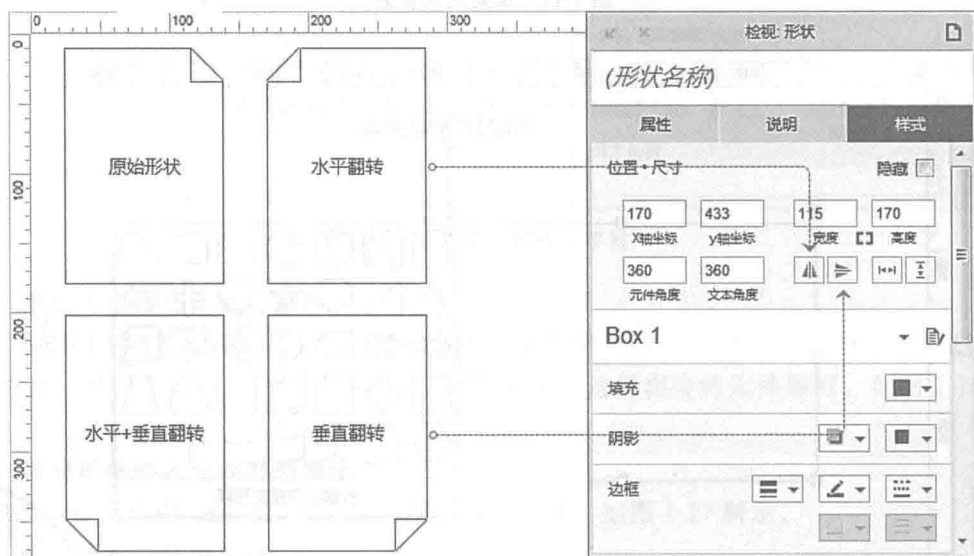 0 100 200 300
0
100
200
300
原始形状
水平翻转
水平+垂直翻转
垂直翻转
检视: 形状
(形状名称)
属性 说明 样式
位置・尺寸 隐藏
170 433 115 170
X轴坐标 y轴坐标 宽度 高度
360 360
元件角度 文本角度
Box 1
填充
阴影
边框